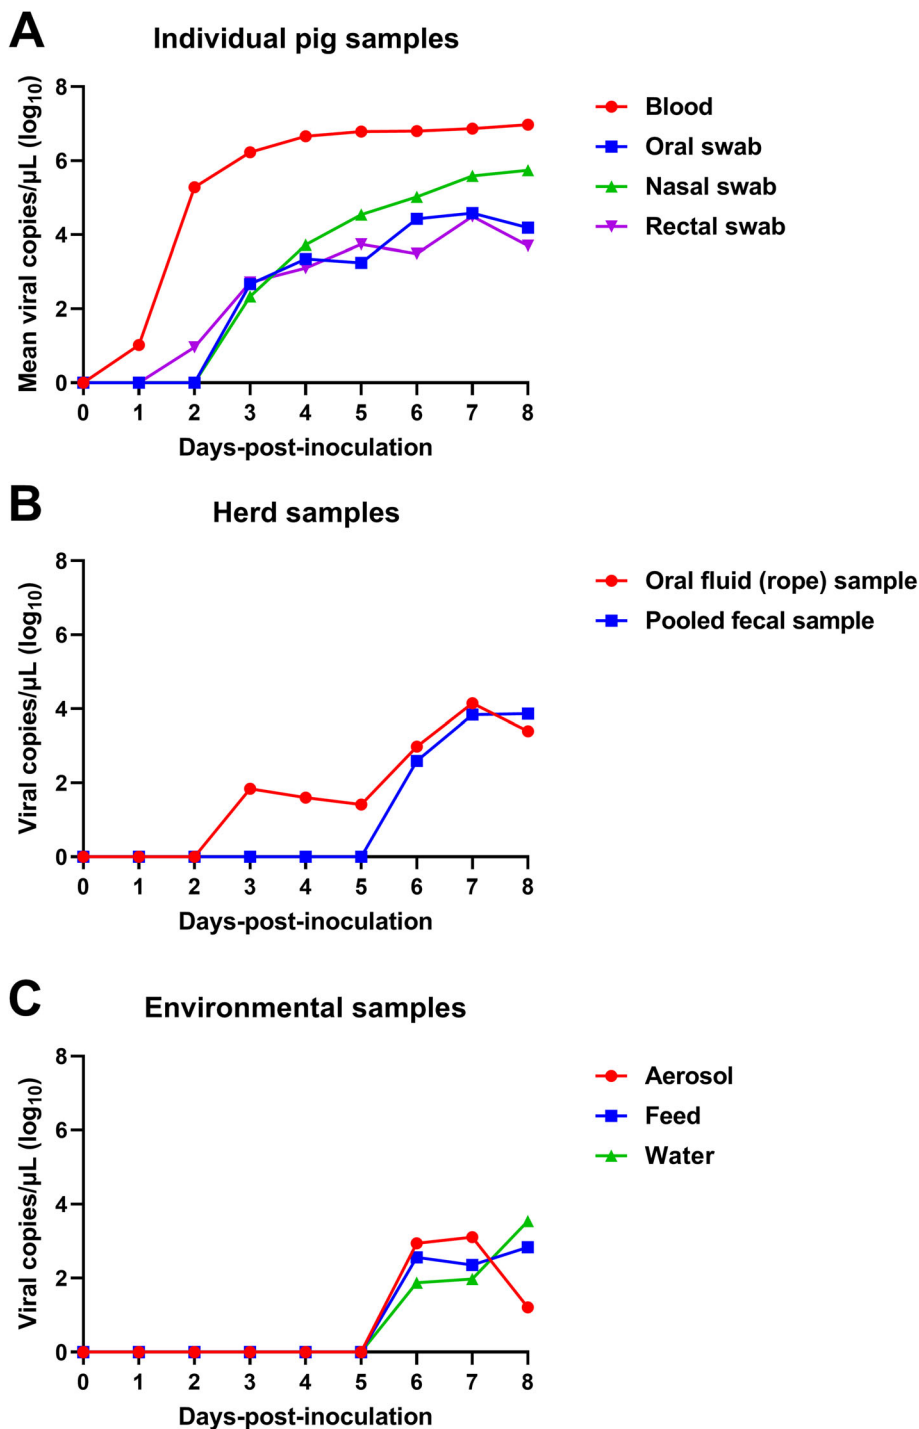 A
Individual pig samples
Mean viral copies/µL (log10)
8
6
4
2
0
0 1 2 3 4 5 6 7 8
Days-post-inoculation
Blood
Oral swab
Nasal swab
Rectal swab
B
Herd samples
Viral copies/µL (log10)
8
6
4
2
0
0 1 2 3 4 5 6 7 8
Days-post-inoculation
Oral fluid (rope) sample
Pooled fecal sample
C
Environmental samples
Viral copies/µL (log10)
8
6
4
2
0
0 1 2 3 4 5 6 7 8
Days-post-inoculation
Aerosol
Feed
Water